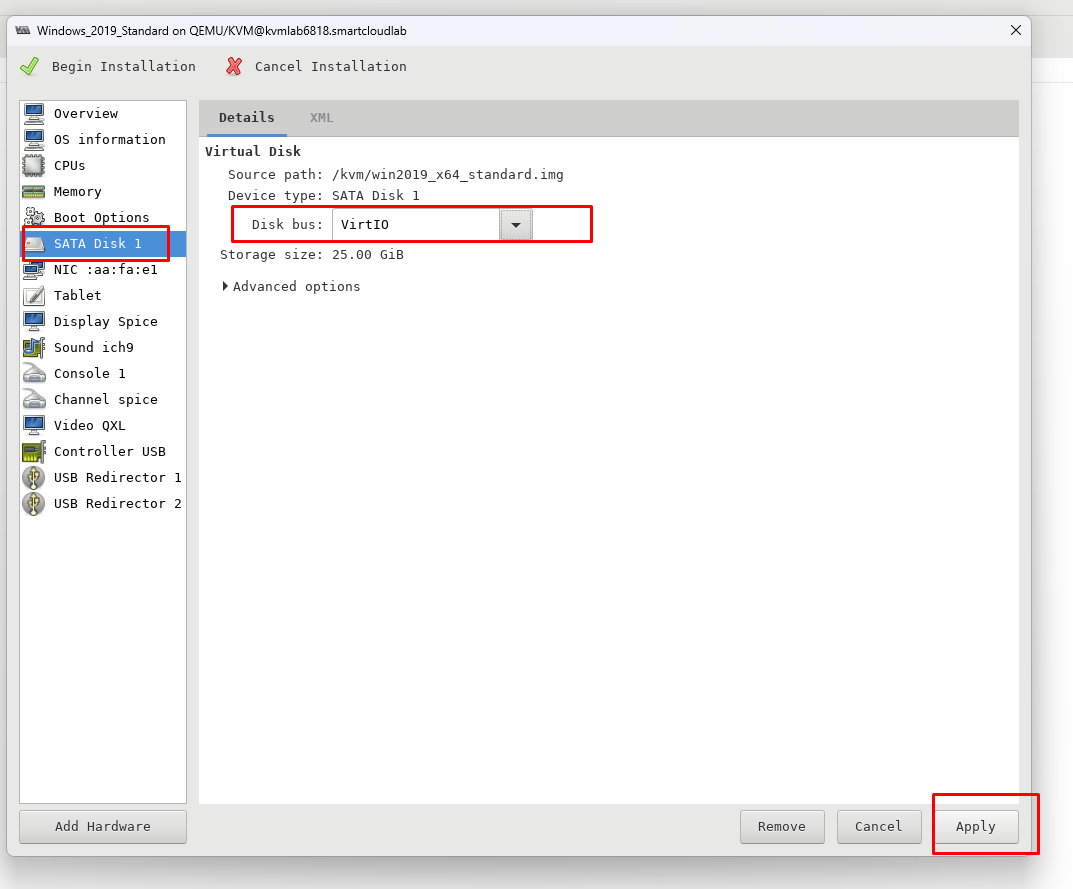 Windows_2019_Standard on QEMU/KVM@kvmlab6818.smartcloudlab
Begin Installation
Cancel Installation
Overview
OS information
CPUs
Memory
Boot Options
SATA Disk 1
NIC :aa:fa:e1
Tablet
Display Spice
Sound ich9
Console 1
Channel spice
Video QXL
Controller USB
USB Redirector 1
USB Redirector 2
Add Hardware
Details
XML
Virtual Disk
Source path: /kvm/win2019_x64_standard.img
Device type: SATA Disk 1
Disk bus: VirtIO
Storage size: 25.00 GiB
Advanced options
Remove
Cancel
Apply